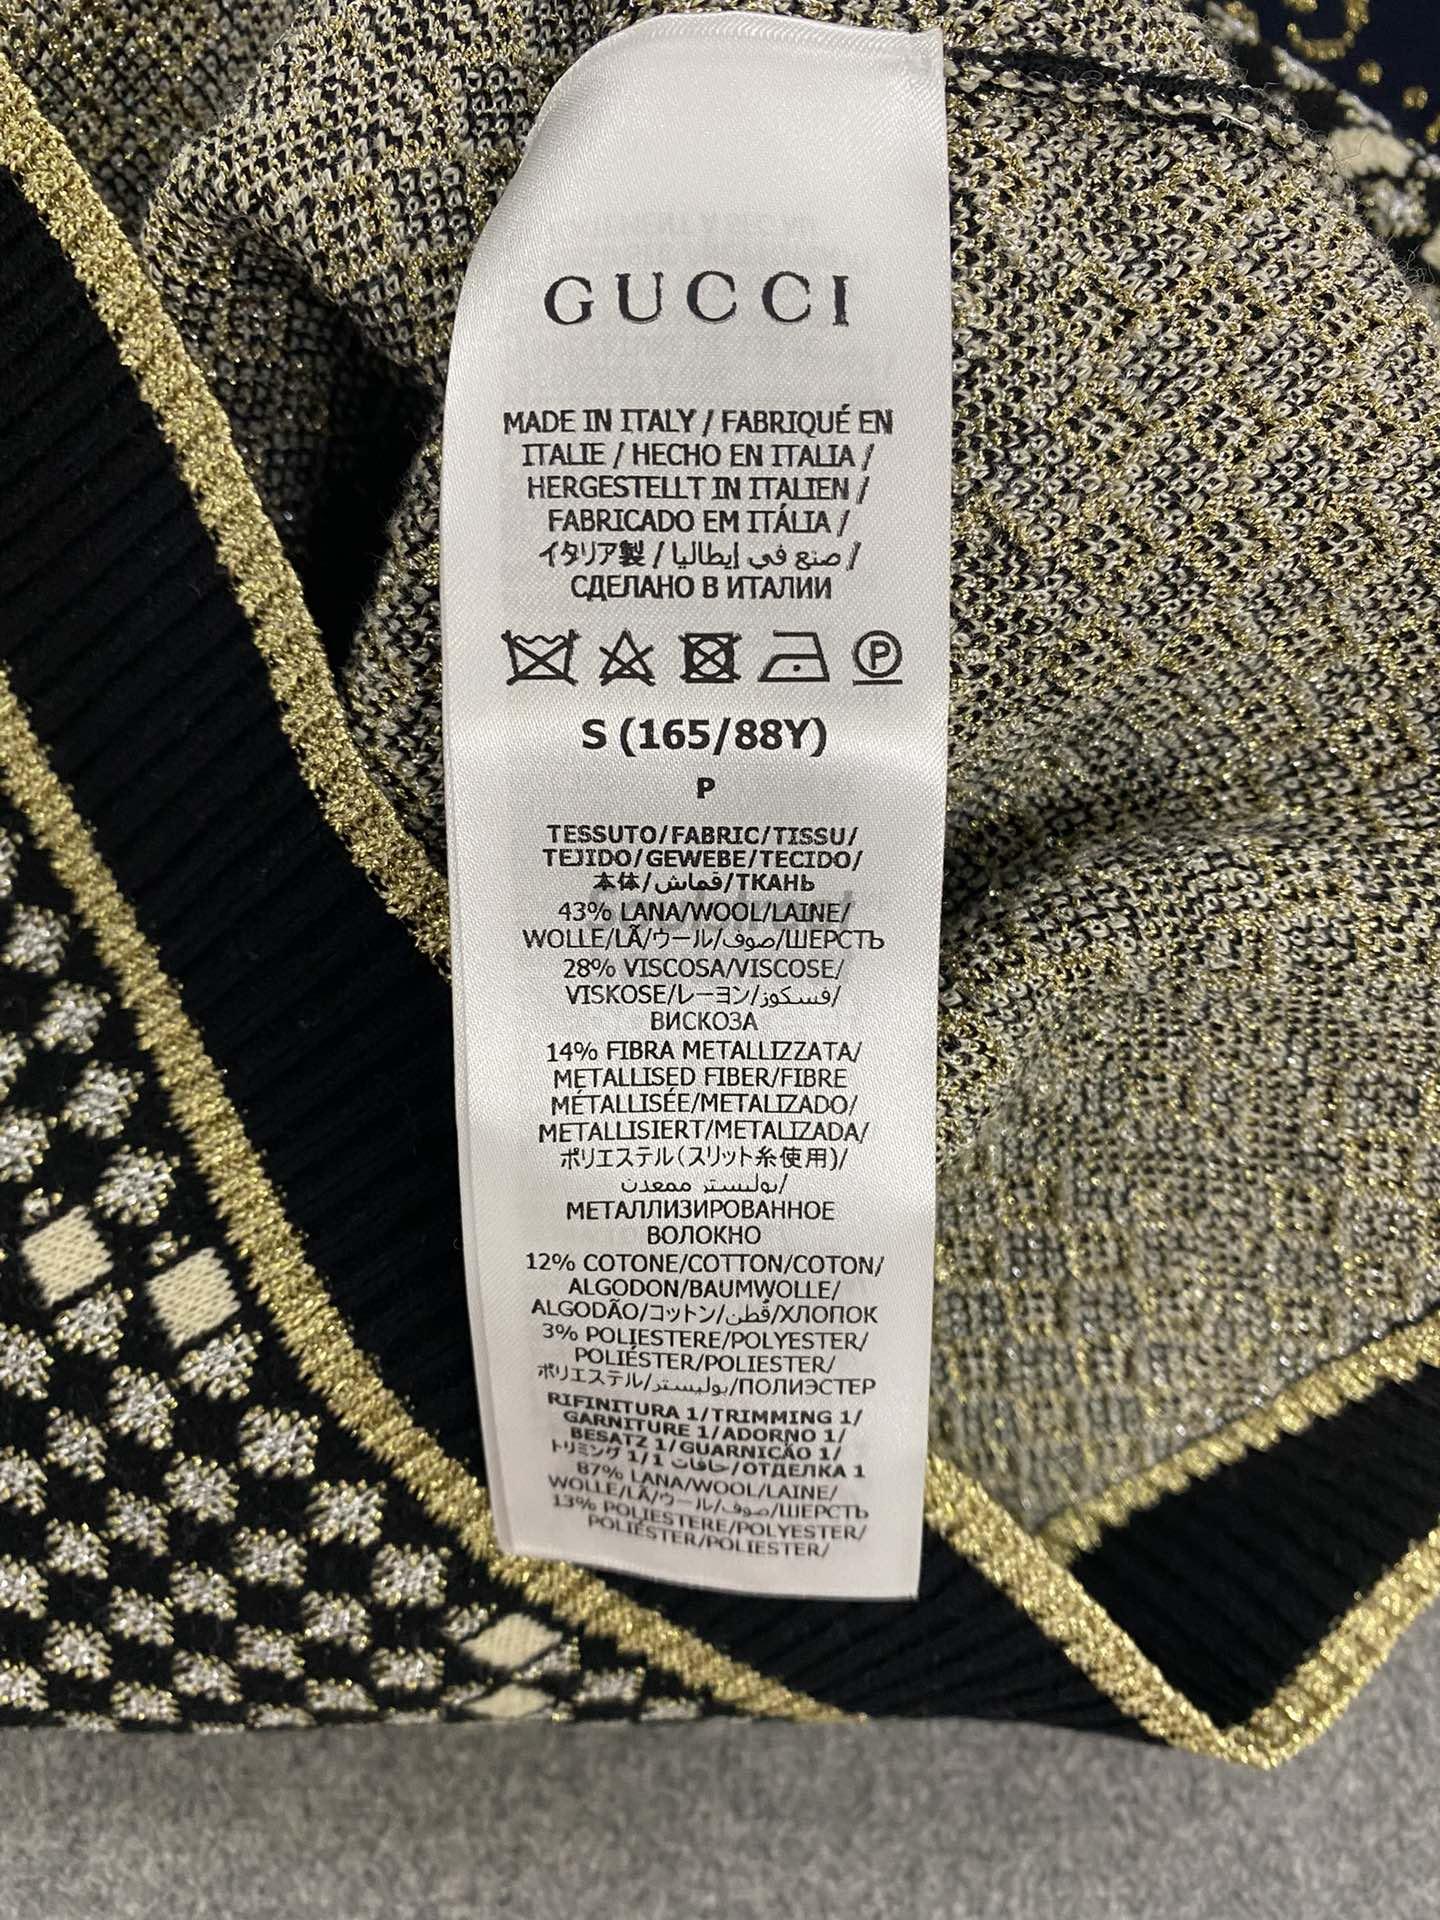 GUCCI
MADE IN ITALY / FABRIQUÉ EN
ITALIE / HECHO EN ITALIA /
HERGESTELLT IN ITALIEN /
FABRICADO EM ITÁLIA /
イタリア製 / صنع في إيطاليا /
СДЕЛАНО В ИТАЛИИ
P
S (165/88Y)
P
TESSUTO/FABRIC/TISSU/
TEJIDO/GEWEBE/TECIDO/
本体/قماش/ТКАНЬ
43% LANA/WOOL/LAINE/
WOLLE/LÃ/ウール/صوف/ШЕРСТЬ
28% VISCOSA/VISCOSE/
VISKOSE/レーヨン/فسكوز/
ВИСКОЗА
14% FIBRA METALLIZZATA/
METALLISED FIBER/FIBRE
MÉTALLISÉE/METALIZADO/
METALLISIERT/METALIZADA/
ポリエステル(スリット糸使用)/
بوليستر ممعدن/
МЕТАЛЛИЗИРОВАННОЕ
ВОЛОКНО
12% COTONE/COTTON/COTON/
ALGODON/BAUMWOLLE/
ALGODÃO/コットン/قطن/ХЛОПОК
3% POLIESTERE/POLYESTER/
POLIÉSTER/POLIESTER/
ポリエステル/بوليستر/ПОЛИЭСТЕР
RIFINITURA 1/TRIMMING 1/
GARNITURE 1/ADORNO 1/
BESATZ 1/GUARNIÇÃO 1/
トリミング 1/1 حافات/ОТДЕЛКА 1
87% LANA/WOOL/LAINE/
WOLLE/LÃ/ウール/صوف/ШЕРСТЬ
13% POLIESTERE/POLYESTER/
POLIÉSTER/POLIESTER/